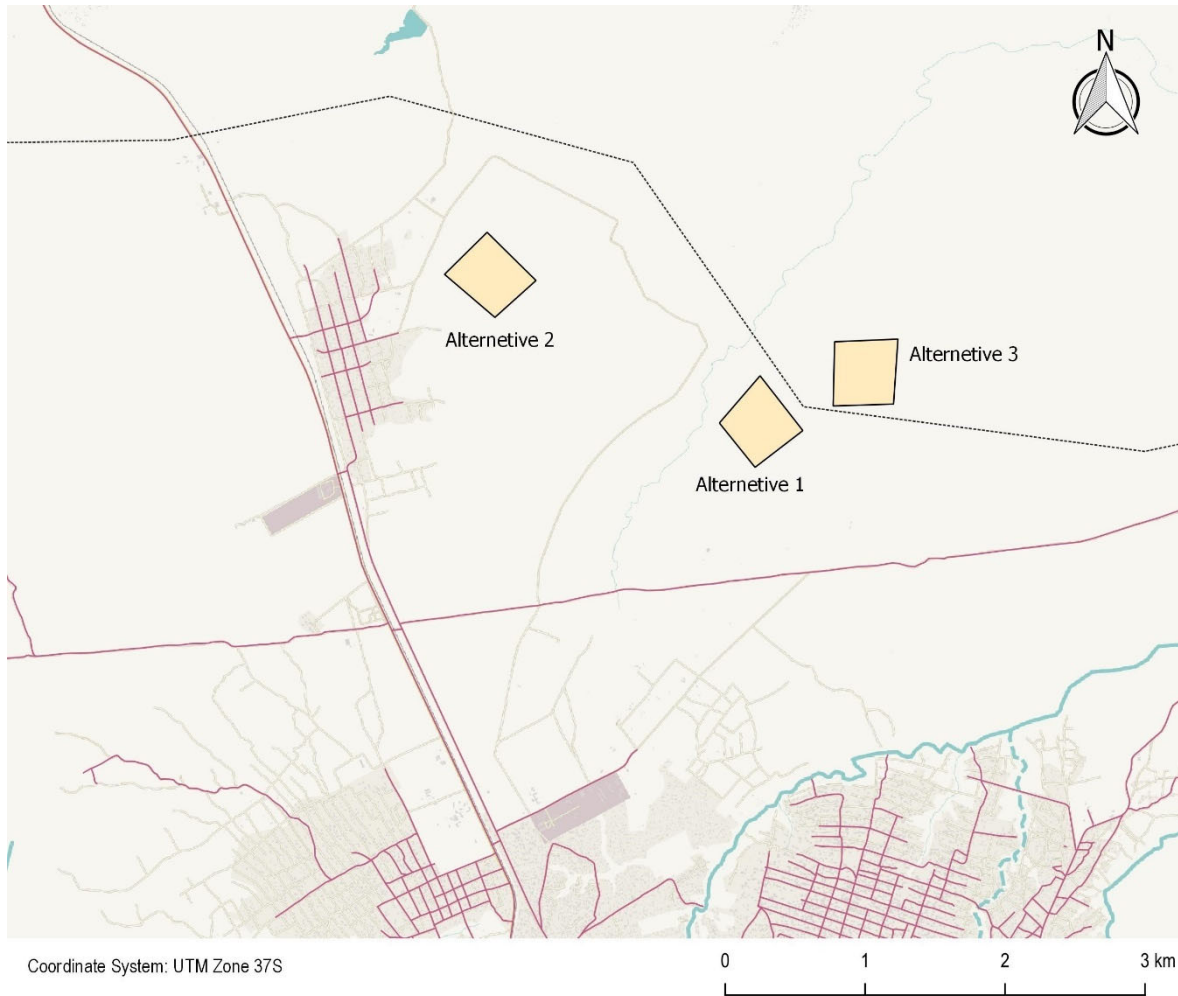 N
Alternetive 2
Alternetive 3
Alternetive 1
Coordinate System: UTM Zone 37S
0 1 2 3 km